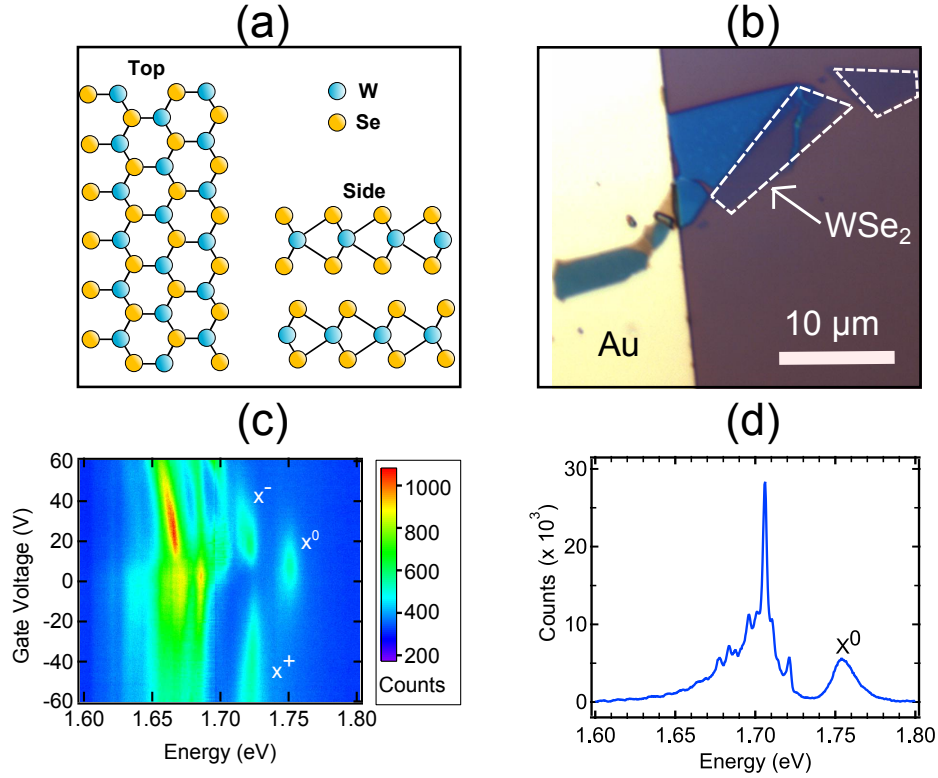 (a)
Top
W
Se
Side
(b)
WSe₂
Au
10 µm
(c)
Gate Voltage (V)
60
40
20
0
-20
-40
-60
x⁻
x⁰
x⁺
1.60 1.65 1.70 1.75 1.80
Energy (eV)
1000
800
600
400
200
Counts
(d)
Counts (x 10³)
30
20
10
0
x⁰
1.60 1.65 1.70 1.75 1.80
Energy (eV)